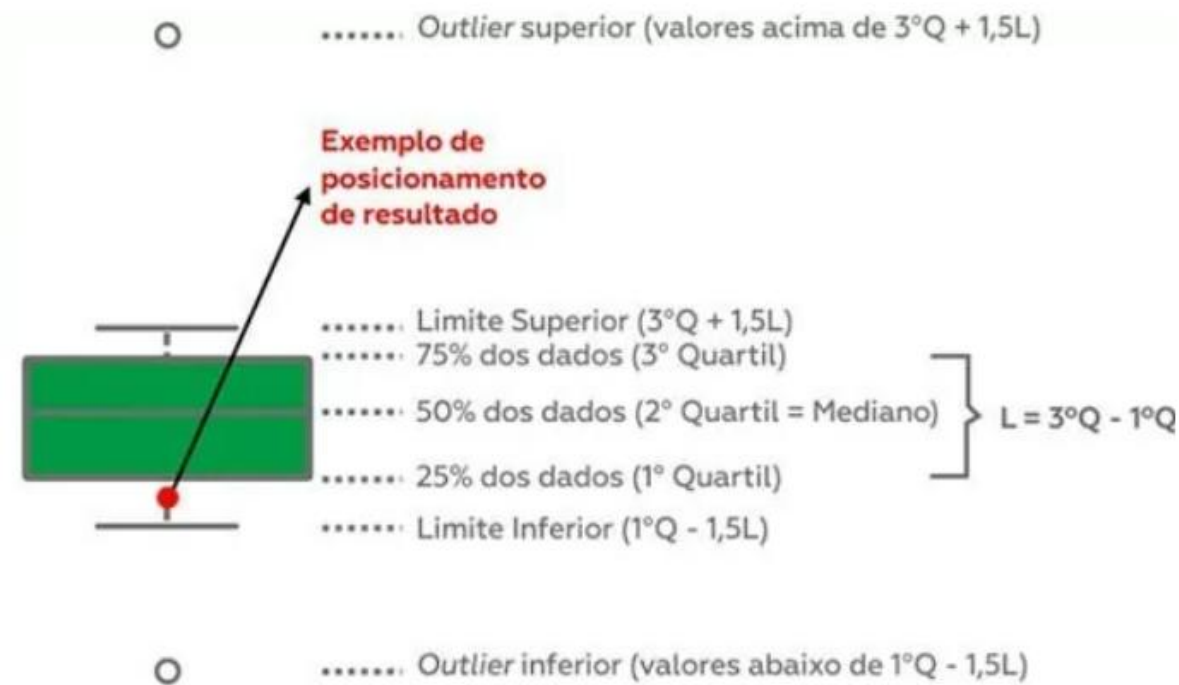 Outlier superior (valores acima de 3°Q + 1,5L)
Exemplo de
posicionamento
de resultado
Limite Superior (3°Q + 1,5L)
75% dos dados (3° Quartil)
50% dos dados (2° Quartil = Mediano)
L = 3°Q - 1°Q
25% dos dados (1° Quartil)
Limite Inferior (1°Q - 1,5L)
Outlier inferior (valores abaixo de 1°Q - 1,5L)